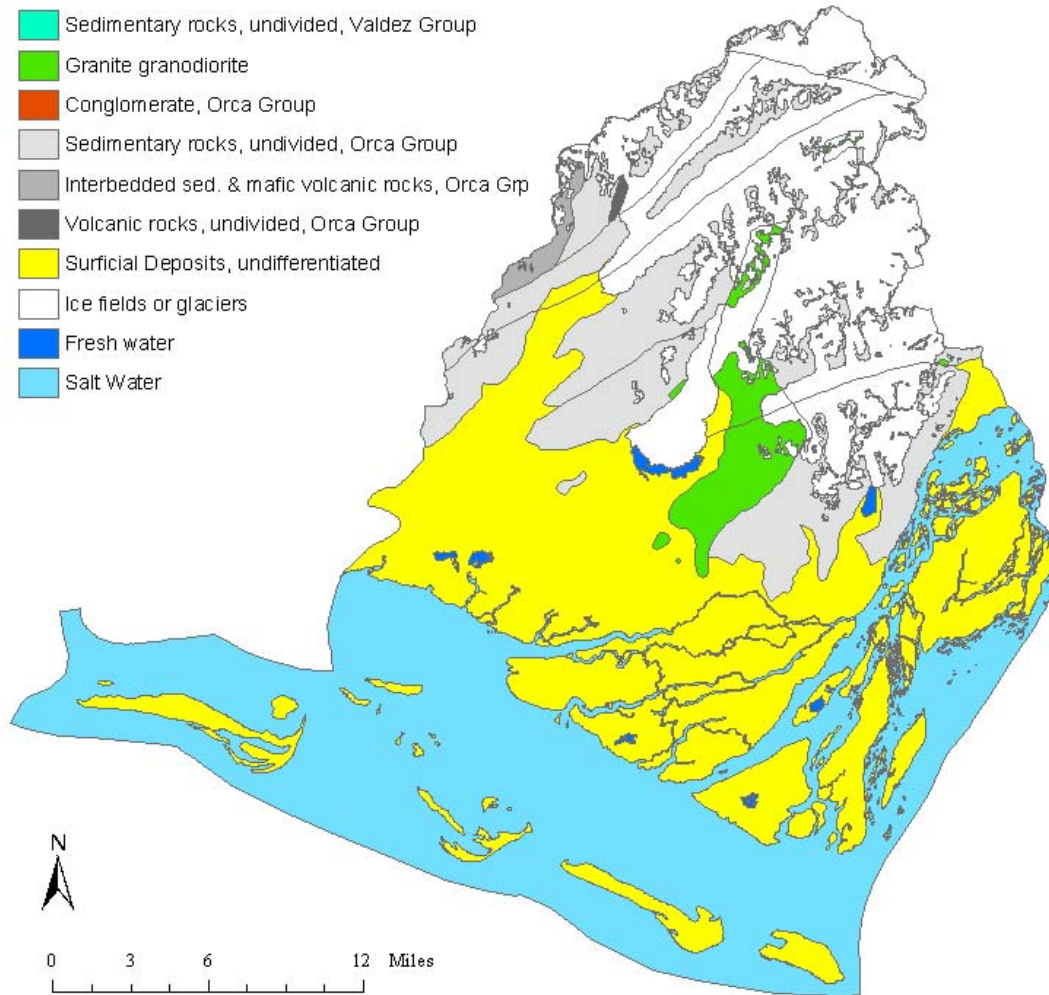 Sedimentary rocks, undivided, Valdez Group
Granite granodiorite
Conglomerate, Orca Group
Sedimentary rocks, undivided, Orca Group
Interbedded sed. & mafic volcanic rocks, Orca Grp
Volcanic rocks, undivided, Orca Group
Surficial Deposits, undifferentiated
Ice fields or glaciers
Fresh water
Salt Water
N
0 3 6 12 Miles